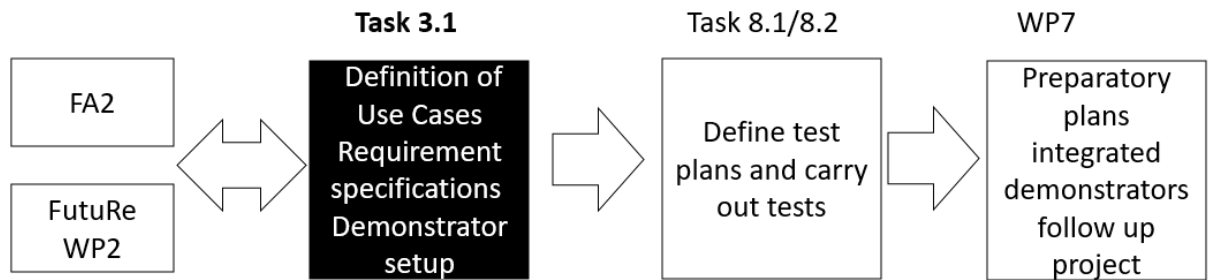 Task 3.1
Task 8.1/8.2
WP7
FA2
FutuRe
WP2
Definition of
Use Cases
Requirement
specifications
Demonstrator
setup
Define test
plans and carry
out tests
Preparatory
plans
integrated
demonstrators
follow up
project